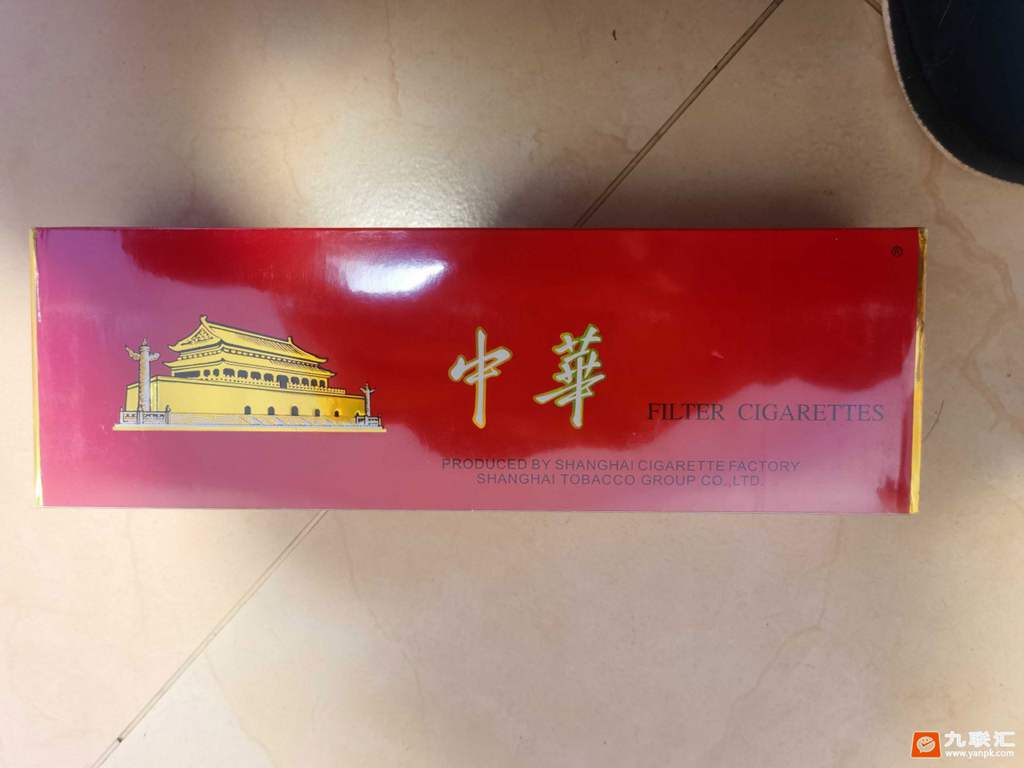 ®
中華
FILTER CIGARETTES
PRODUCED BY SHANGHAI CIGARETTE FACTORY
SHANGHAI TOBACCO GROUP CO.,LTD.
九联汇
www.yanpk.com